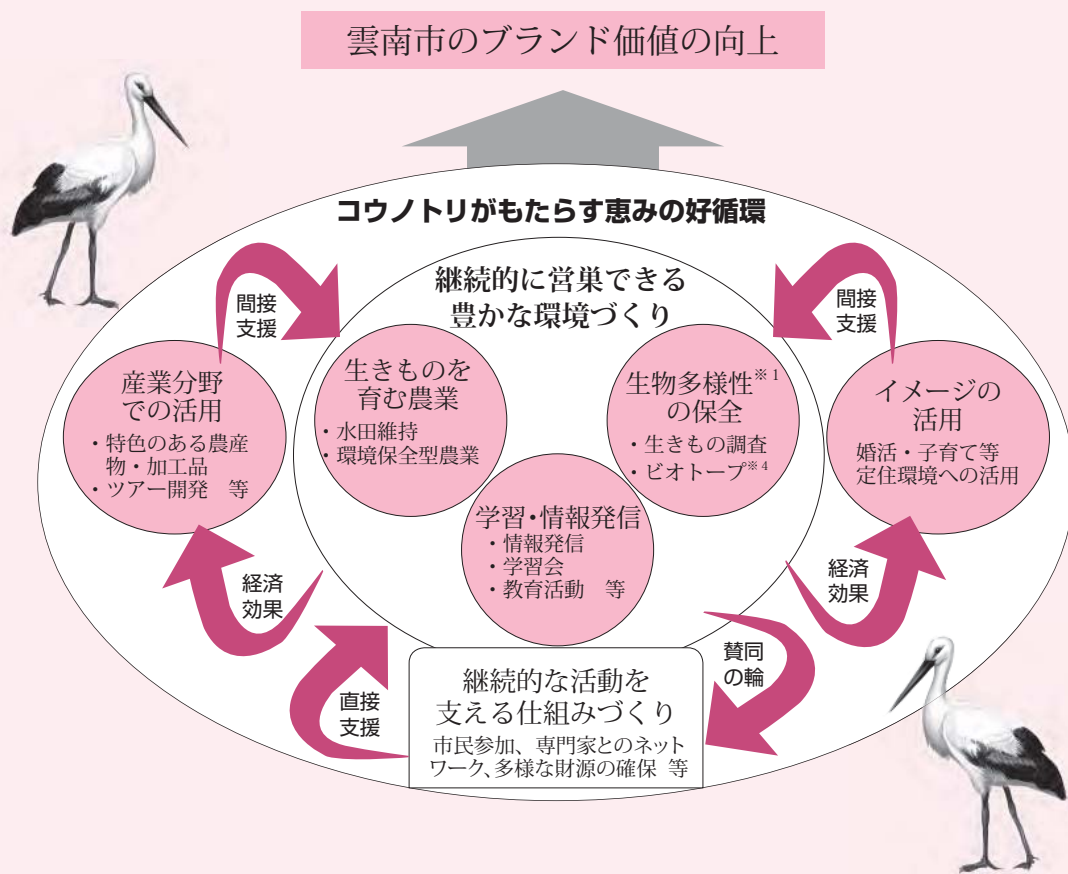 雲南市のブランド価値の向上
コウノトリがもたらす恵みの好循環
継続的に営巣できる
豊かな環境づくり
間接
支援
間接
支援
産業分野
での活用
・特色のある農産
物・加工品
・ツアー開発 等
生きものを
育む農業
・水田維持
・環境保全型農業
生物多様性※1
の保全
・生きもの調査
・ビオトープ※4
イメージの
活用
婚活・子育て等
定住環境への活用
学習・情報発信
・情報発信
・学習会
・教育活動 等
経済
効果
経済
効果
直接
支援
賛同
の輪
継続的な活動を
支える仕組みづくり
市民参加、専門家とのネット
ワーク、多様な財源の確保 等